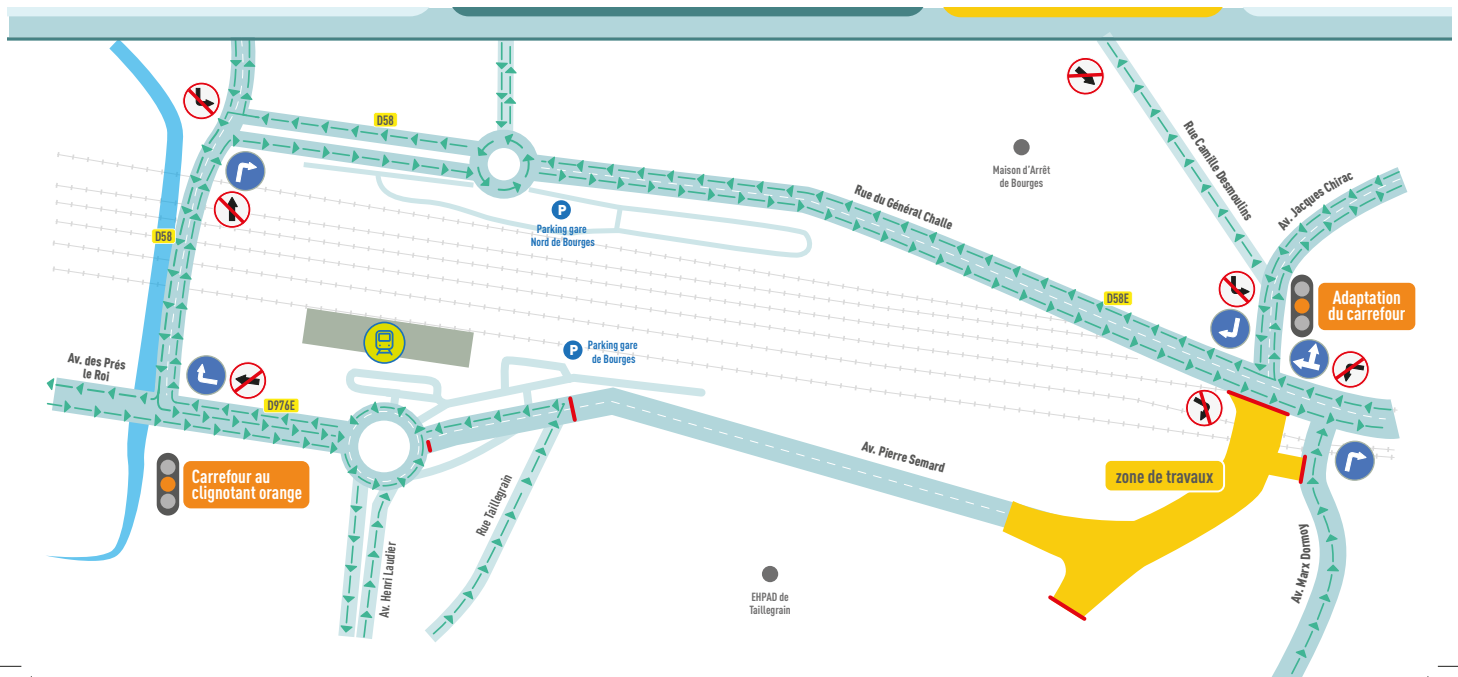 D58
Maison d'Arrêt
de Bourges
Rue Camille Desmoulins
Av. Jacques Chirac
Rue du Général Challe
P
Parking gare
Nord de Bourges
D58
D58E
Adaptation
du carrefour
P
Parking gare
de Bourges
Av. des Prés
le Roi
D976E
Av. Pierre Semard
zone de travaux
Carrefour au
clignotant orange
Rue Taillegrain
Av. Henri Laudier
Av. Marx Dormoy
EHPAD de
Taillegrain